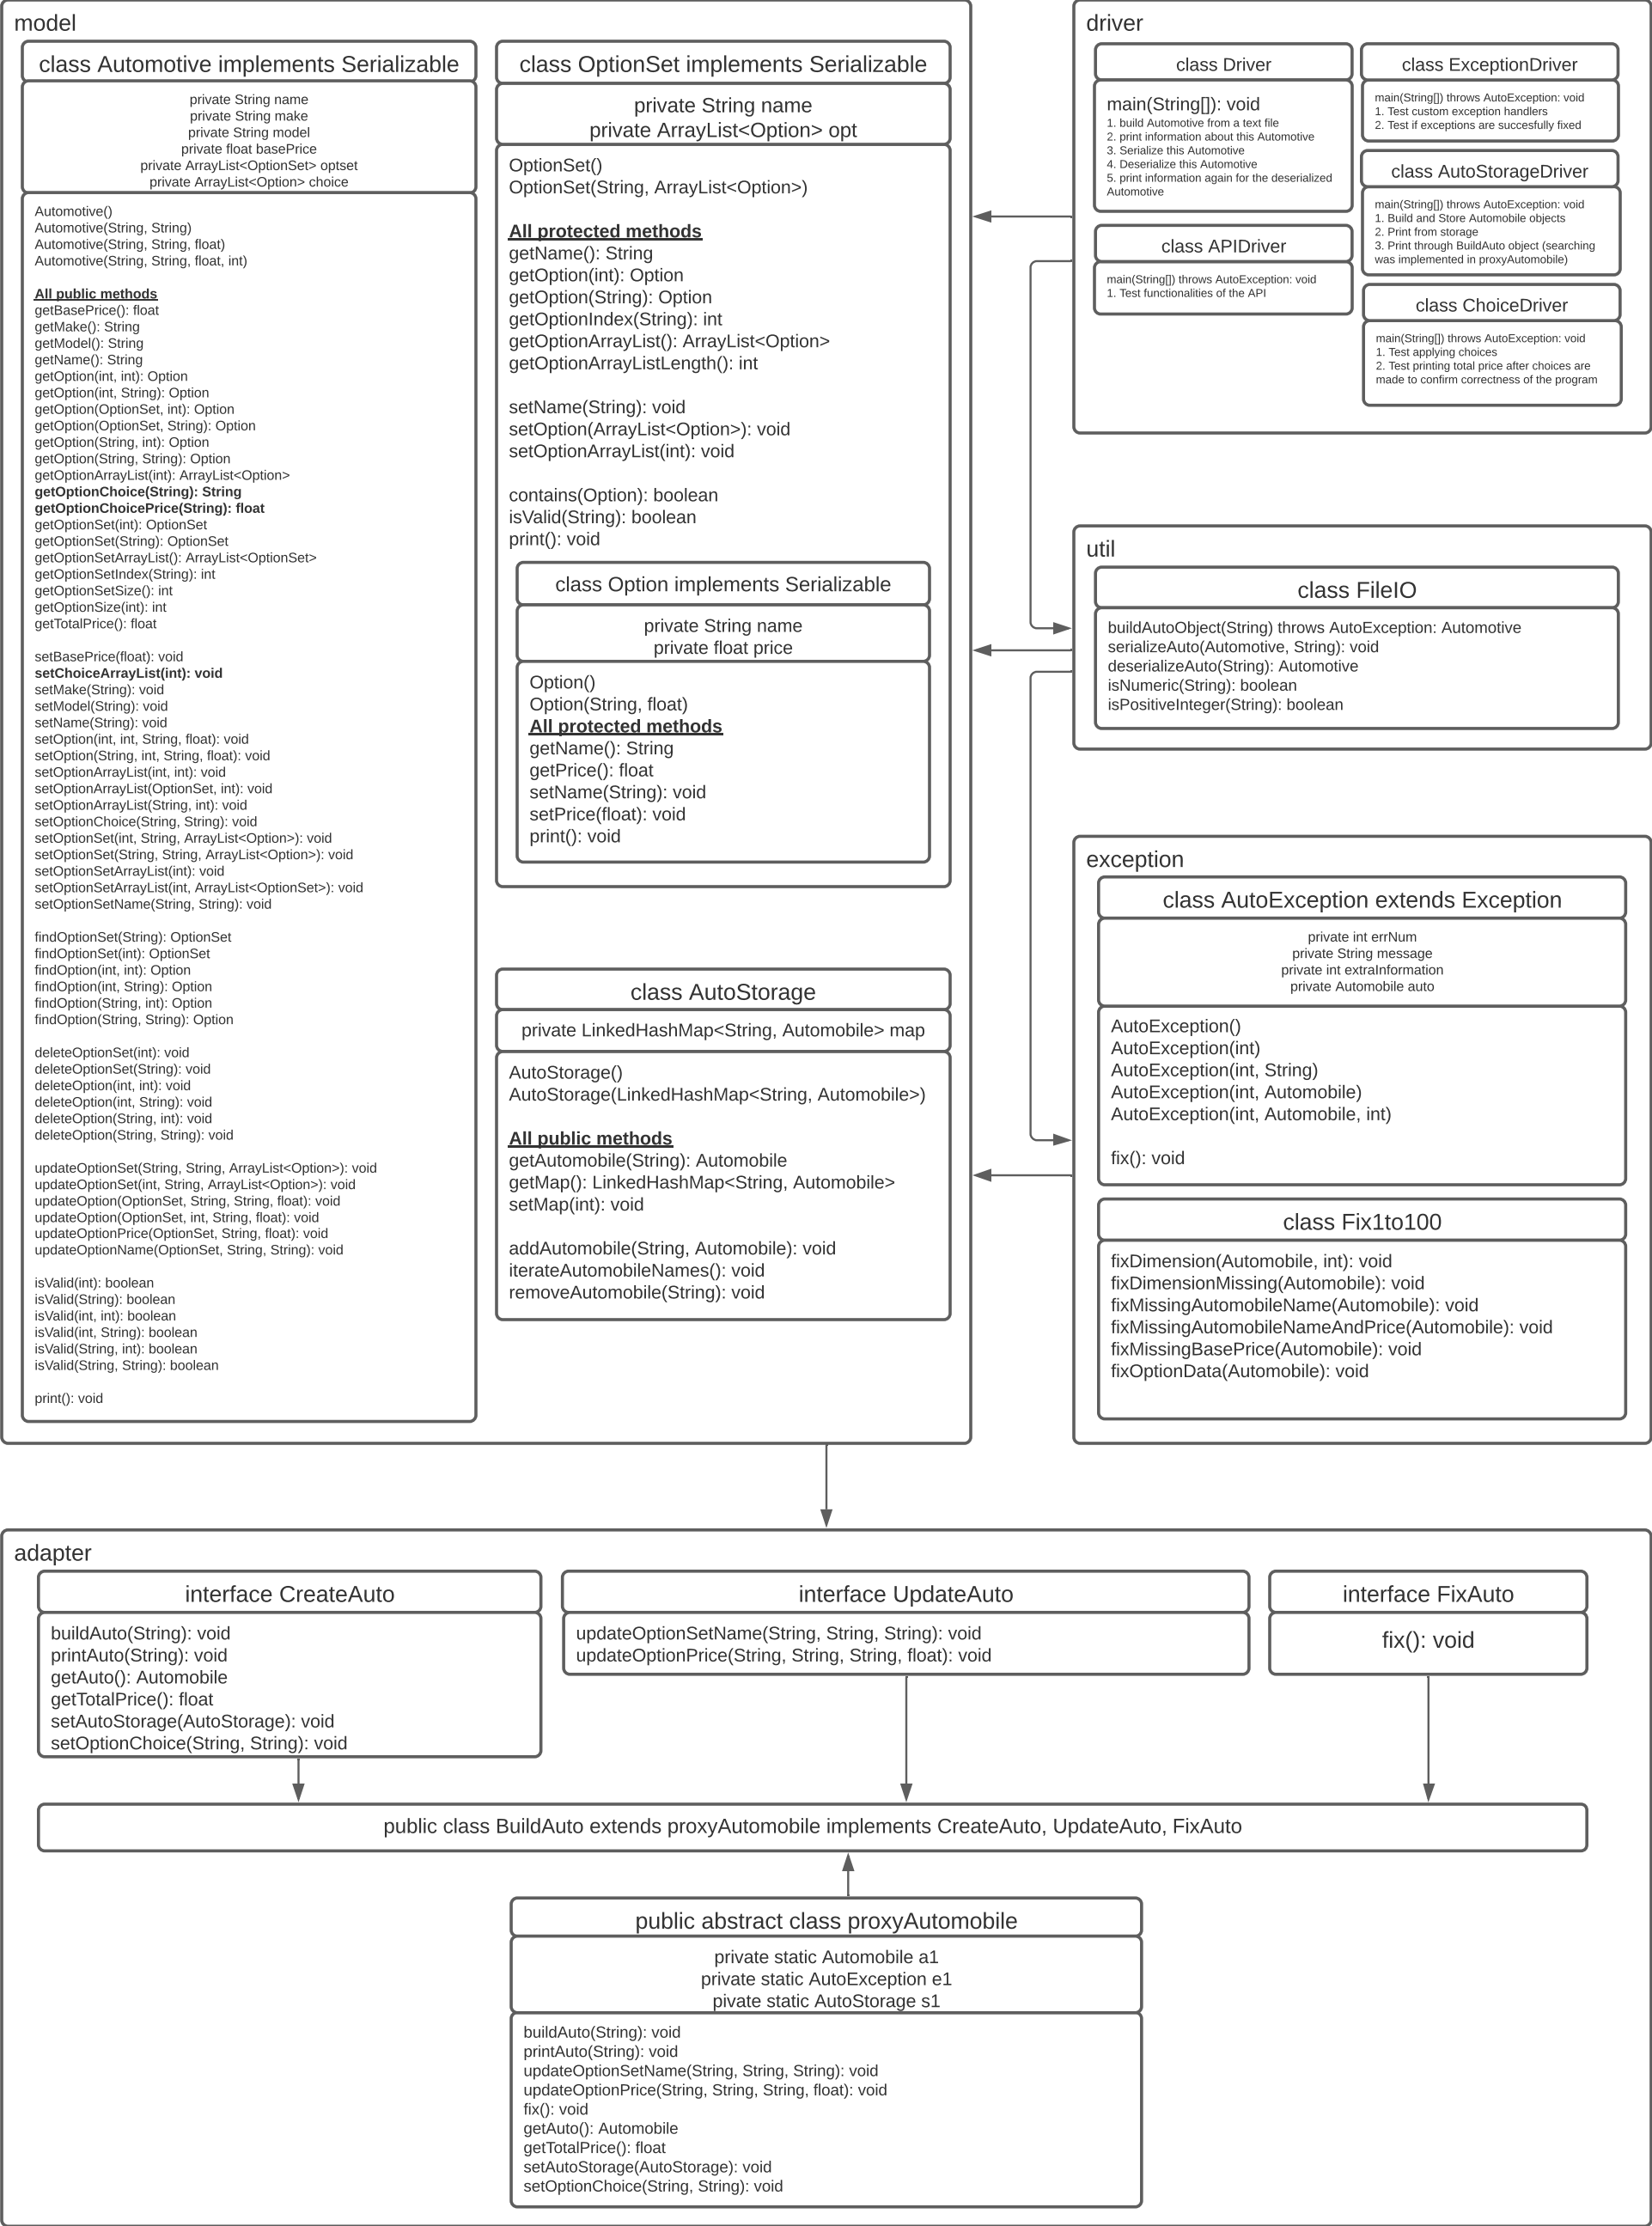 model
class Automotive implements Serializable
private String name
private String make
private String model
private float basePrice
private ArrayList<OptionSet> optset
private ArrayList<Option> choice
Automotive()
Automotive(String, String)
Automotive(String, String, float)
Automotive(String, String, float, int)
All public methods
getBasePrice(): float
getMake(): String
getModel(): String
getName(): String
getOption(int, int): Option
getOption(int, String): Option
getOption(OptionSet, int): Option
getOption(OptionSet, String): Option
getOption(String, int): Option
getOption(String, String): Option
getOptionArrayList(int): ArrayList<Option>
getOptionChoice(String): String
getOptionChoicePrice(String): float
getOptionSet(int): OptionSet
getOptionSet(String): OptionSet
getOptionSetArrayList(): ArrayList<OptionSet>
getOptionSetIndex(String): int
getOptionSetSize(): int
getOptionSize(int): int
getTotalPrice(): float
setBasePrice(float): void
setChoiceArrayList(int): void
setMake(String): void
setModel(String): void
setName(String): void
setOption(int, int, String, float): void
setOption(String, int, String, float): void
setOptionArrayList(int, int): void
setOptionArrayList(OptionSet, int): void
setOptionArrayList(String, int): void
setOptionChoice(String, String): void
setOptionSet(int, String, ArrayList<Option>): void
setOptionSet(String, String, ArrayList<Option>): void
setOptionSetArrayList(int): void
setOptionSetArrayList(int, ArrayList<OptionSet>): void
setOptionSetName(String, String): void
findOptionSet(String): OptionSet
findOptionSet(int): OptionSet
findOption(int, int): Option
findOption(int, String): Option
findOption(String, int): Option
findOption(String, String): Option
deleteOptionSet(int): void
deleteOptionSet(String): void
deleteOption(int, int): void
deleteOption(int, String): void
deleteOption(String, int): void
deleteOption(String, String): void
updateOptionSet(String, String, ArrayList<Option>): void
updateOptionSet(int, String, ArrayList<Option>): void
updateOption(OptionSet, String, String, float): void
updateOption(OptionSet, int, String, float): void
updateOptionPrice(OptionSet, String, float): void
updateOptionName(OptionSet, String, String): void
isValid(int): boolean
isValid(String): boolean
isValid(int, int): boolean
isValid(int, String): boolean
isValid(String, int): boolean
isValid(String, String): boolean
print(): void
class OptionSet implements Serializable
private String name
private ArrayList<Option> opt
OptionSet()
OptionSet(String, ArrayList<Option>)
All protected methods
getName(): String
getOption(int): Option
getOption(String): Option
getOptionIndex(String): int
getOptionArrayList(): ArrayList<Option>
getOptionArrayListLength(): int
setName(String): void
setOption(ArrayList<Option>): void
setOptionArrayList(int): void
contains(Option): boolean
isValid(String): boolean
print(): void
class Option implements Serializable
private String name
private float price
Option()
Option(String, float)
All protected methods
getName(): String
getPrice(): float
setName(String): void
setPrice(float): void
print(): void
class AutoStorage
private LinkedHashMap<String, Automobile> map
AutoStorage()
AutoStorage(LinkedHashMap<String, Automobile>)
All public methods
getAutomobile(String): Automobile
getMap(): LinkedHashMap<String, Automobile>
setMap(int): void
addAutomobile(String, Automobile): void
iterateAutomobileNames(): void
removeAutomobile(String): void
driver
class Driver
main(String[]): void
1. build Automotive from a text file
2. print information about this Automotive
3. Serialize this Automotive
4. Deserialize this Automotive
5. print information again for the deserialized
Automotive
class APIDriver
main(String[]) throws AutoException: void
1. Test functionalities of the API
class ExceptionDriver
main(String[]) throws AutoException: void
1. Test custom exception handlers
2. Test if exceptions are succesfully fixed
class AutoStorageDriver
main(String[]) throws AutoException: void
1. Build and Store Automobile objects
2. Print from storage
3. Print through BuildAuto object (searching
was implemented in proxyAutomobile)
class ChoiceDriver
main(String[]) throws AutoException: void
1. Test applying choices
2. Test printing total price after choices are
made to confirm correctness of the program
util
class FileIO
buildAutoObject(String) throws AutoException: Automotive
serializeAuto(Automotive, String): void
deserializeAuto(String): Automotive
isNumeric(String): boolean
isPositiveInteger(String): boolean
exception
class AutoException extends Exception
private int errNum
private String message
private int extraInformation
private Automobile auto
AutoException()
AutoException(int)
AutoException(int, String)
AutoException(int, Automobile)
AutoException(int, Automobile, int)
fix(): void
class Fix1to100
fixDimension(Automobile, int): void
fixDimensionMissing(Automobile): void
fixMissingAutomobileName(Automobile): void
fixMissingAutomobileNameAndPrice(Automobile): void
fixMissingBasePrice(Automobile): void
fixOptionData(Automobile): void
adapter
interface CreateAuto
buildAuto(String): void
printAuto(String): void
getAuto(): Automobile
getTotalPrice(): float
setAutoStorage(AutoStorage): void
setOptionChoice(String, String): void
interface UpdateAuto
updateOptionSetName(String, String, String): void
updateOptionPrice(String, String, String, float): void
interface FixAuto
fix(): void
public class BuildAuto extends proxyAutomobile implements CreateAuto, UpdateAuto, FixAuto
public abstract class proxyAutomobile
private static Automobile a1
private static AutoException e1
pivate static AutoStorage s1
buildAuto(String): void
printAuto(String): void
updateOptionSetName(String, String, String): void
updateOptionPrice(String, String, String, float): void
fix(): void
getAuto(): Automobile
getTotalPrice(): float
setAutoStorage(AutoStorage): void
setOptionChoice(String, String): void